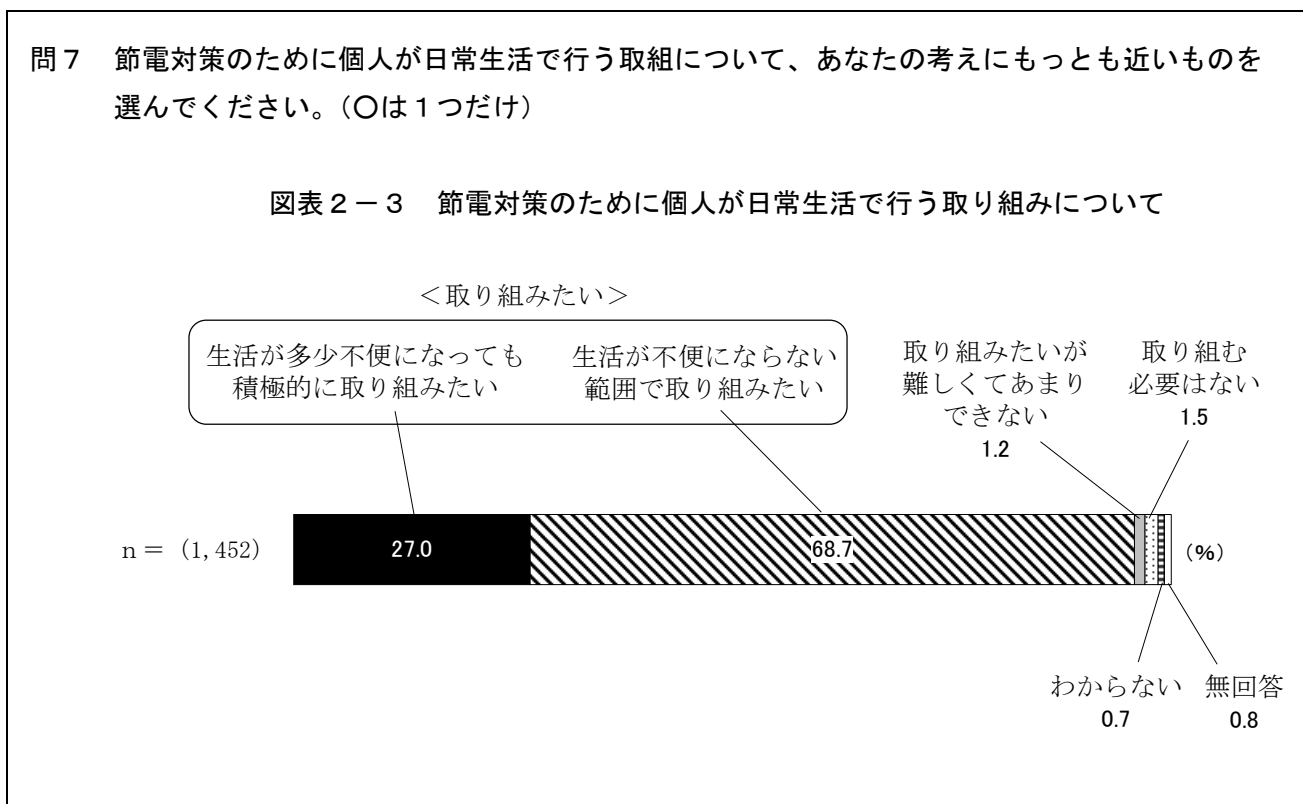 問７　節電対策のために個人が日常生活で行う取組について、あなたの考えにもっとも近いものを
選んでください。（〇は１つだけ）
図表２－３　節電対策のために個人が日常生活で行う取り組みについて
＜取り組みたい＞
生活が多少不便になっても
積極的に取り組みたい
生活が不便にならない
範囲で取り組みたい
取り組みたいが
難しくてあまり
できない
1.2
取り組む
必要はない
1.5
n＝（1,452）
27.0
68.7
（%）
わからない
0.7
無回答
0.8